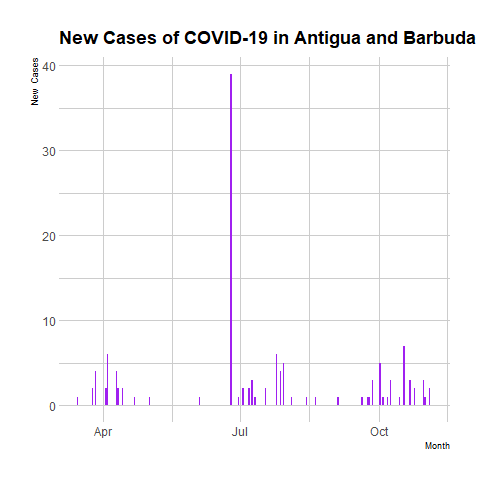 New Cases of COVID-19 in Antigua and Barbuda
New Cases
40
30
20
10
0
Apr Jul Oct
Month